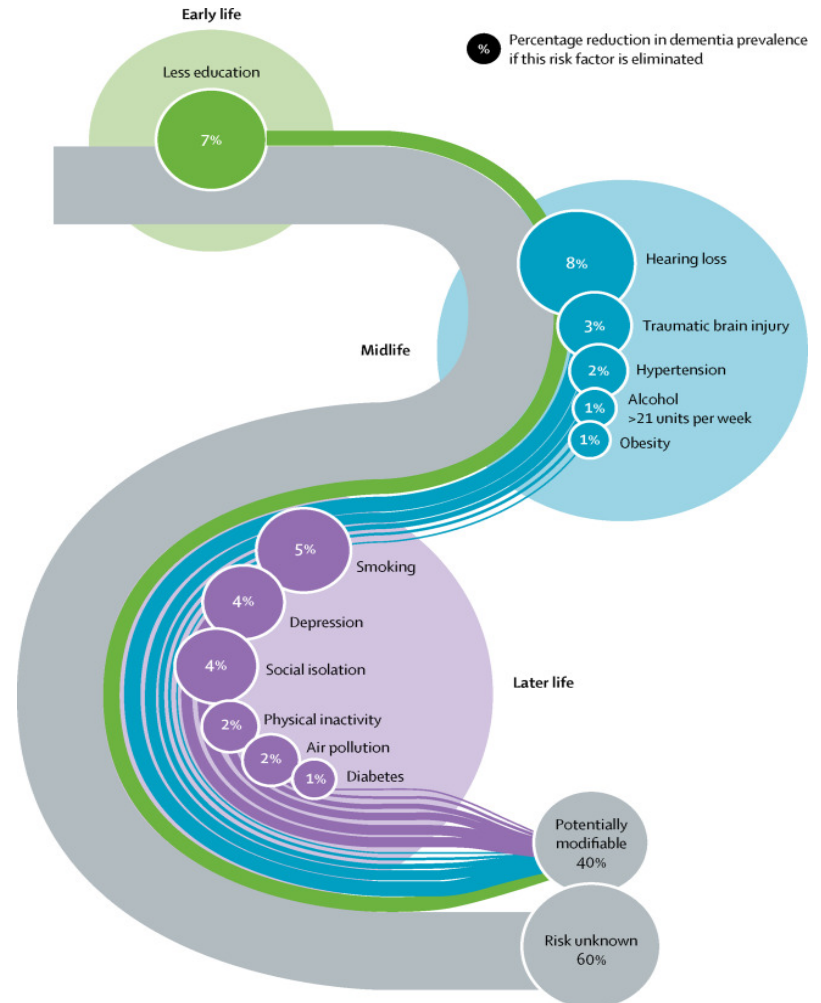 Early life
% Percentage reduction in dementia prevalence
if this risk factor is eliminated
Less education
7%
8% Hearing loss
3% Traumatic brain injury
Midlife
2% Hypertension
1% Alcohol
>21 units per week
1% Obesity
5% Smoking
4% Depression
4% Social isolation
Later life
2% Physical inactivity
2% Air pollution
1% Diabetes
Potentially
modifiable
40%
Risk unknown
60%